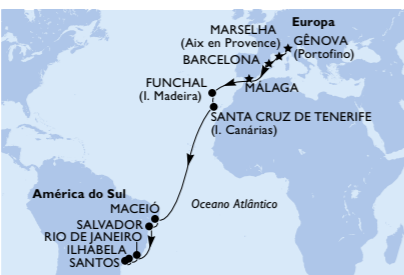 Europa
MARSELHA
(Aix en Provence)
GÊNOVA
(Portofino)
BARCELONA
MÁLAGA
FUNCHAL
(I. Madeira)
SANTA CRUZ DE TENERIFE
(I. Canárias)
América do Sul
MACEIÓ
Oceano Atlântico
SALVADOR
RIO DE JANEIRO
ILHABELA
SANTOS